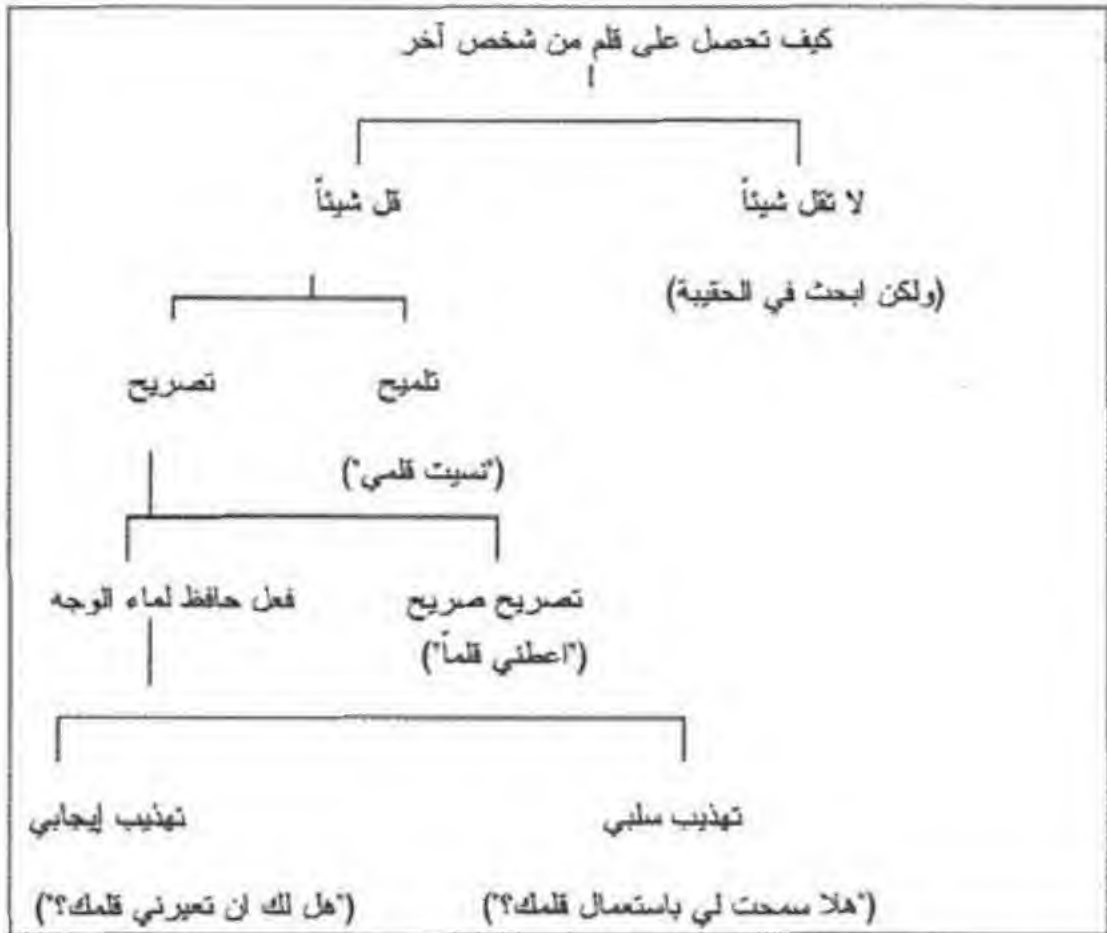 كيف تحصل على قلم من شخص آخر
لا تقل شيئاً قل شيئاً
(ولكن ابحث في الحقيبة)
تلميح تصريح
("نسيت قلمي")
تصريح صريح فعل حافظ لماء الوجه
("اعطني قلماً")
تهذيب سلبي تهذيب إيجابي
("هلا سمحت لي باستعمال قلمك؟") ("هل لك ان تعيرني قلمك؟")